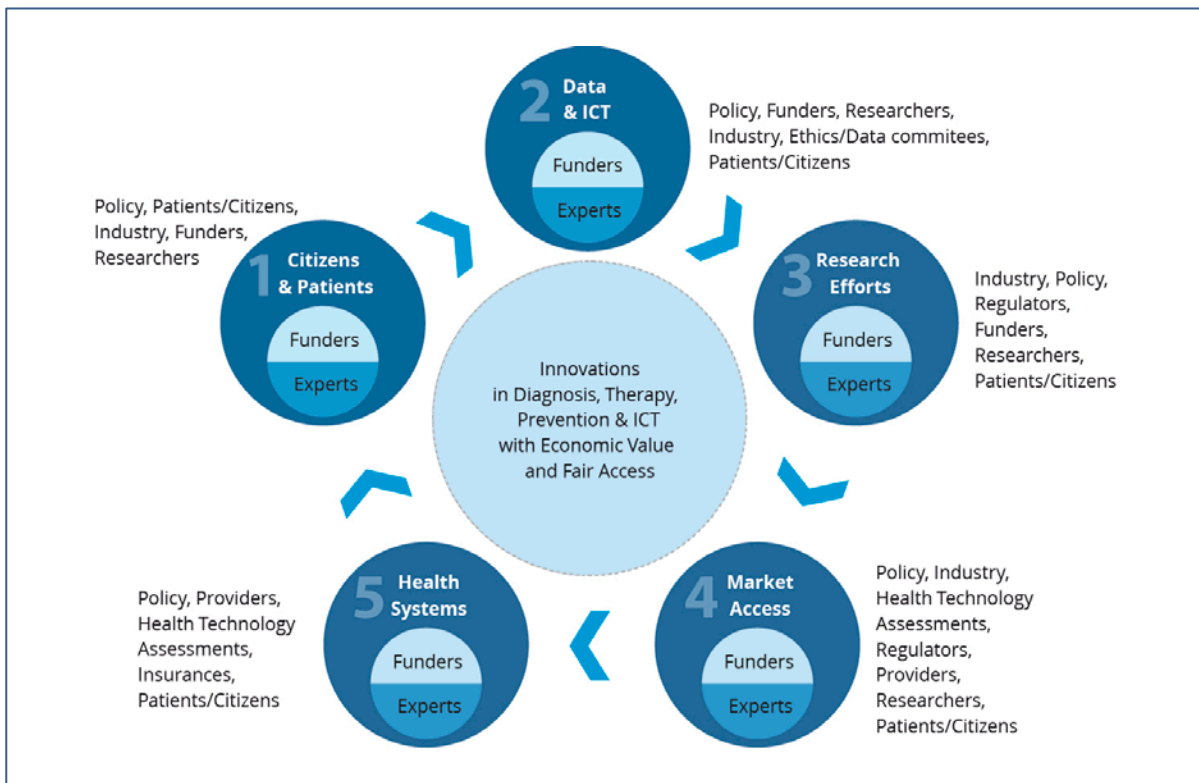 2
Data
& ICT
Funders
Experts
Policy, Funders, Researchers,
Industry, Ethics/Data commitees,
Patients/Citizens
Policy, Patients/Citizens,
Industry, Funders,
Researchers
1
Citizens
& Patients
Funders
Experts
3
Research
Efforts
Funders
Experts
Industry, Policy,
Regulators,
Funders,
Researchers,
Patients/Citizens
Innovations
in Diagnosis, Therapy,
Prevention & ICT
with Economic Value
and Fair Access
5
Health
Systems
Funders
Experts
Policy, Providers,
Health Technology
Assessments,
Insurances,
Patients/Citizens
4
Market
Access
Funders
Experts
Policy, Industry,
Health Technology
Assessments,
Regulators,
Providers,
Researchers,
Patients/Citizens